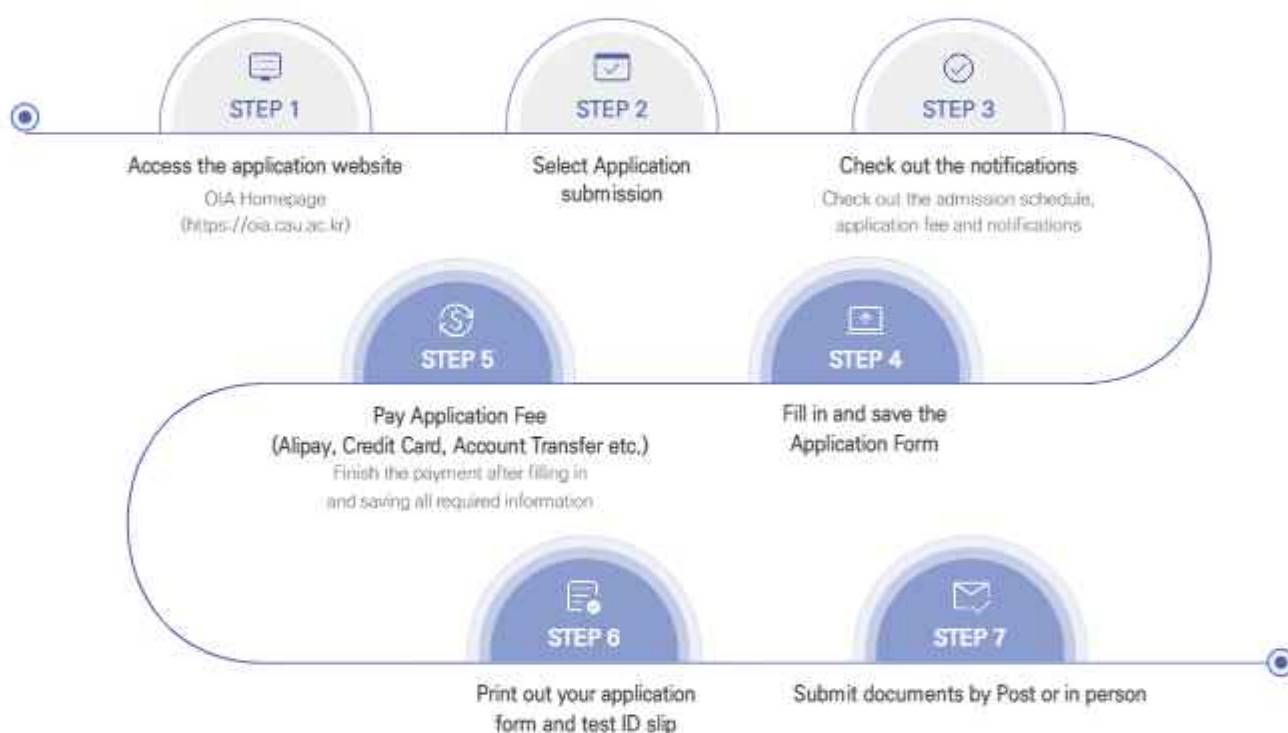 STEP 1
Access the application website
OIA Homepage
(https://oia.cau.ac.kr)
STEP 2
Select Application
submission
STEP 3
Check out the notifications
Check out the admission schedule,
application fee and notifications
STEP 4
Fill in and save the
Application Form
STEP 5
Pay Application Fee
(Alipay, Credit Card, Account Transfer etc.)
Finish the payment after filling in
and saving all required information
STEP 6
Print out your application
form and test ID slip
STEP 7
Submit documents by Post or in person